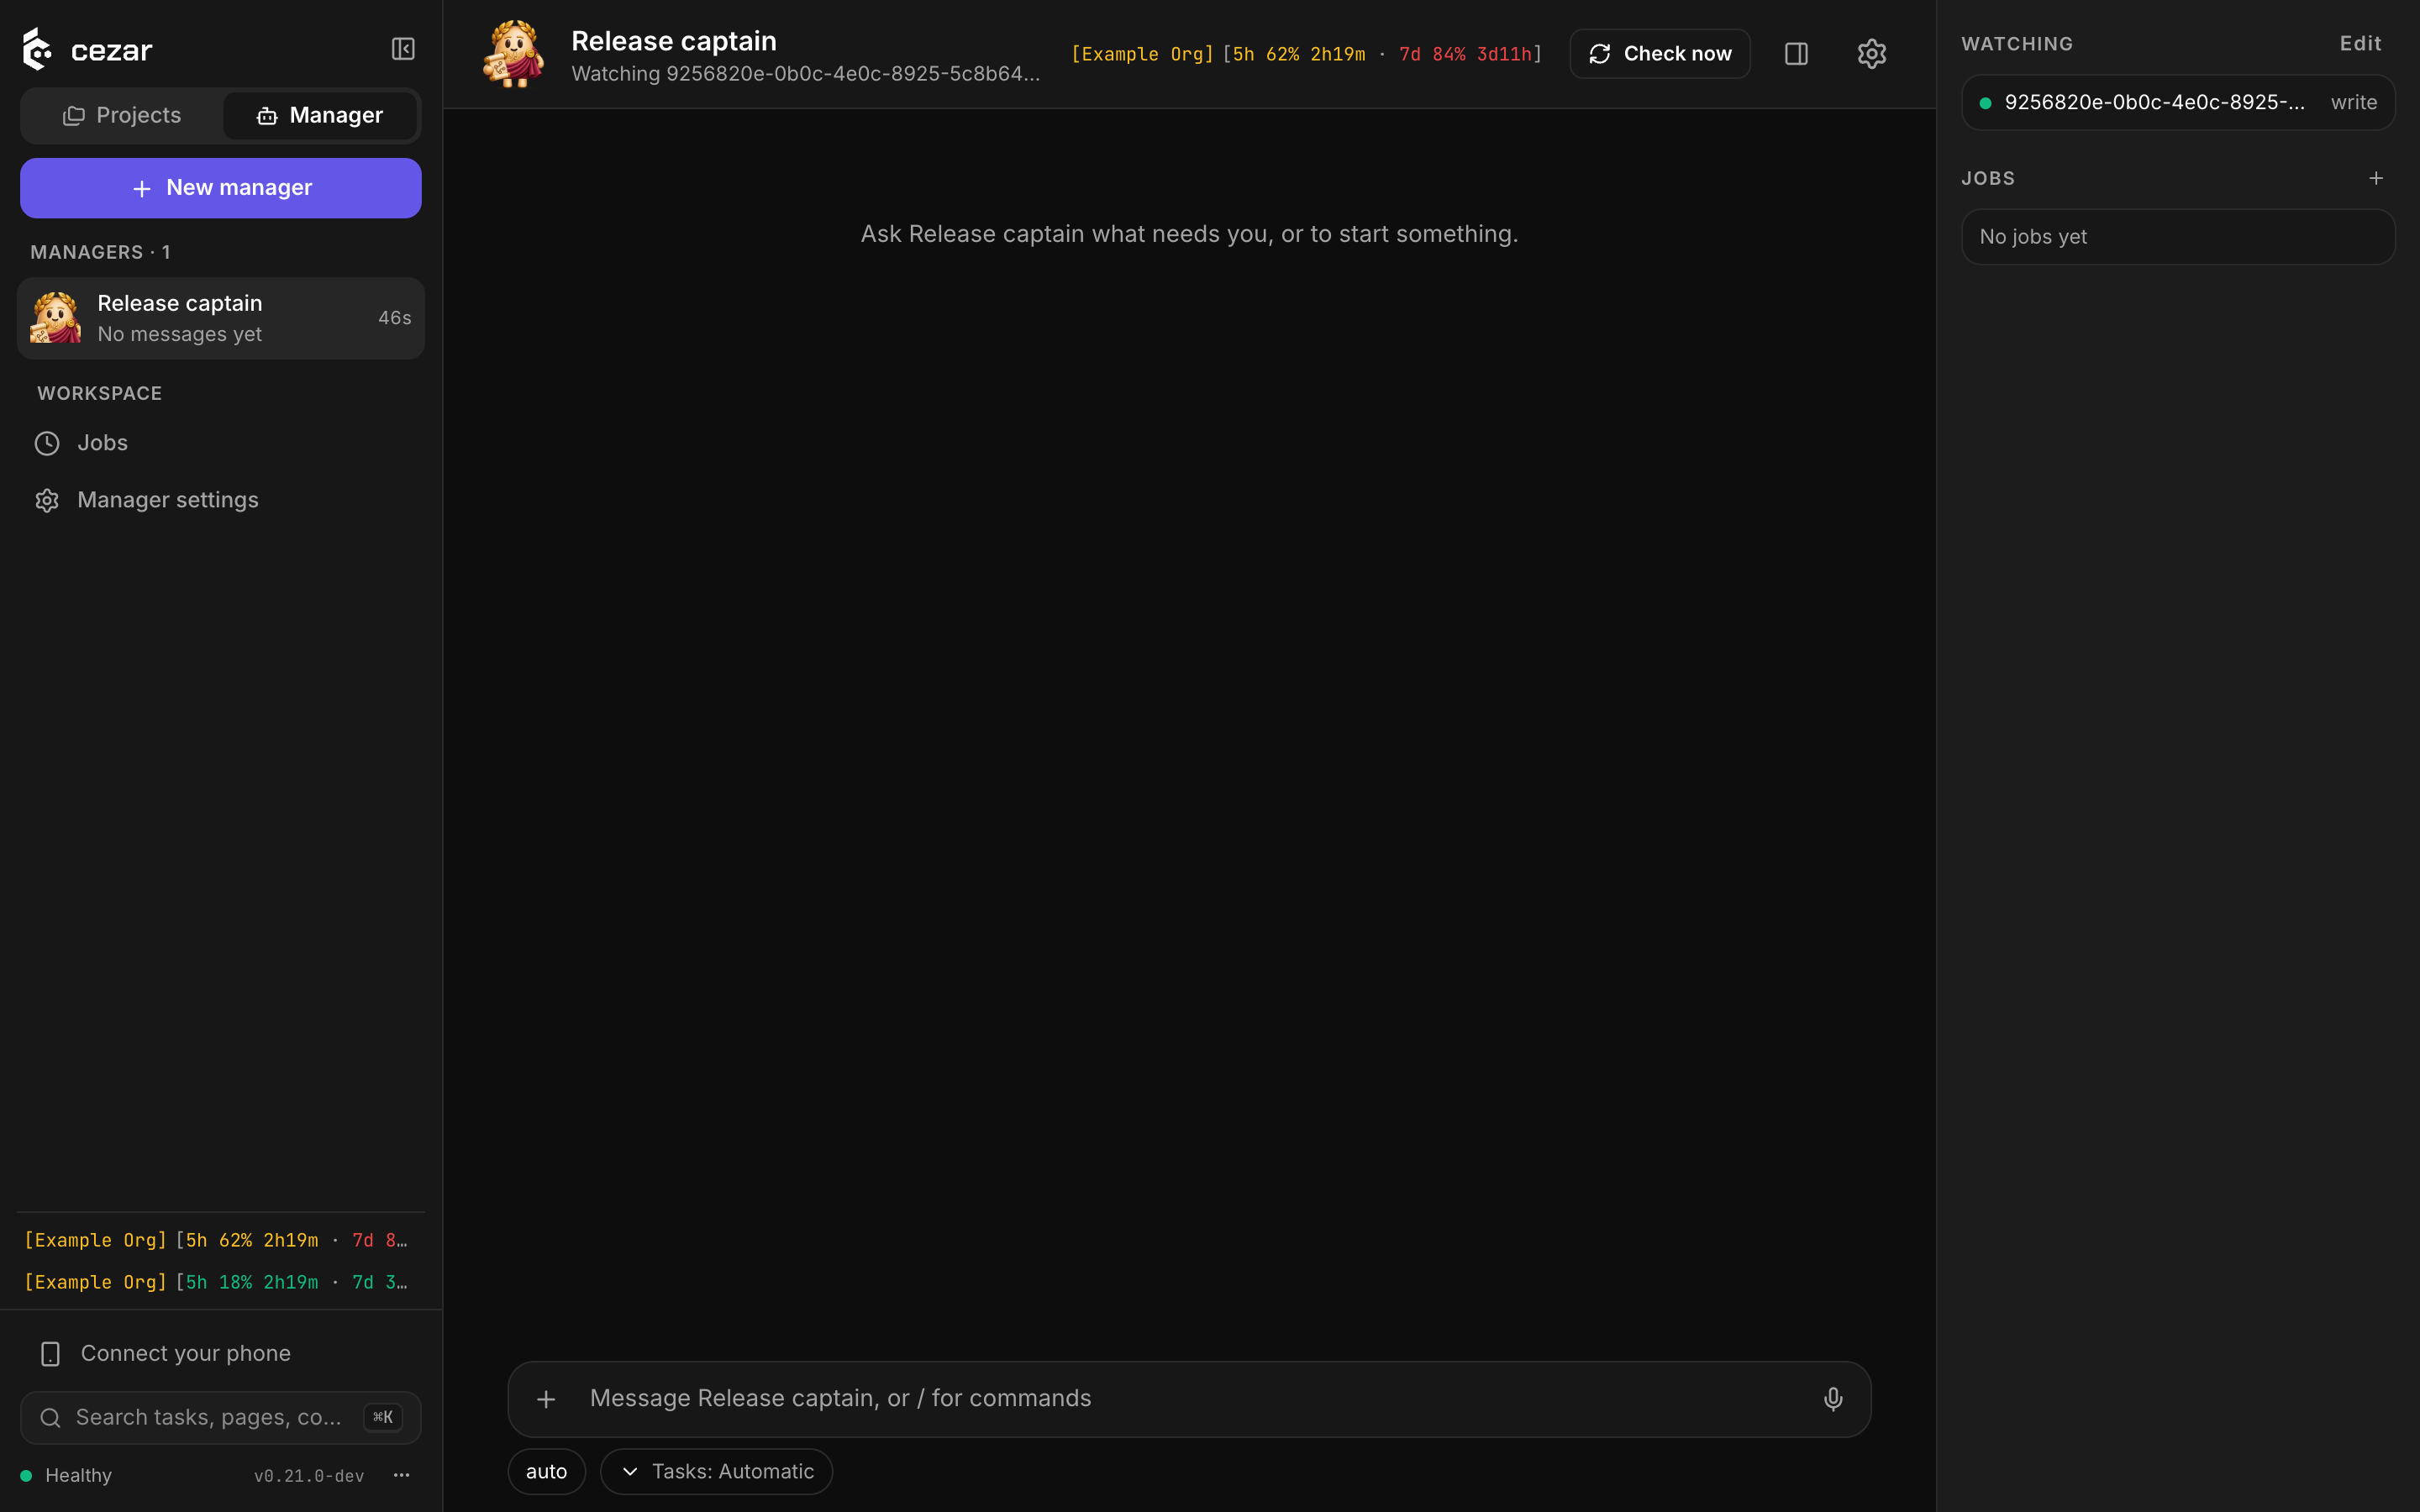 cezar
Projects
Manager
New manager
MANAGERS · 1
Release captain
No messages yet
46s
WORKSPACE
Jobs
Manager settings
[Example Org] [5h 62% 2h19m · 7d 8…
[Example Org] [5h 18% 2h19m · 7d 3…
Connect your phone
Search tasks, pages, co... ⌘K
Healthy v0.21.0-dev
Release captain
Watching 9256820e-0b0c-4e0c-8925-5c8b64...
[Example Org] [5h 62% 2h19m · 7d 84% 3d11h]
Check now
Ask Release captain what needs you, or to start something.
Message Release captain, or / for commands
auto
Tasks: Automatic
WATCHING
Edit
9256820e-0b0c-4e0c-8925-... write
JOBS
No jobs yet